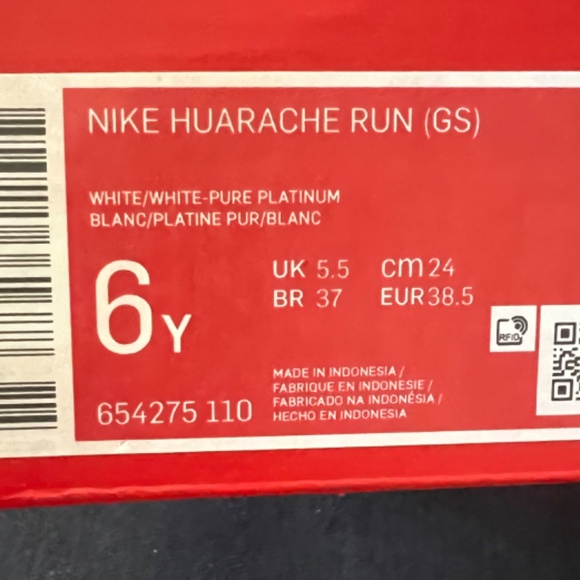 NIKE HUARACHE RUN (GS)
WHITE/WHITE-PURE PLATINUM
BLANC/PLATINE PUR/BLANC
6Y
UK 5.5 cm 24
BR 37 EUR 38.5
RFID
MADE IN INDONESIA /
FABRIQUE EN INDONESIE /
FABRICADO NA INDONÉSIA /
HECHO EN INDONESIA
654275 110